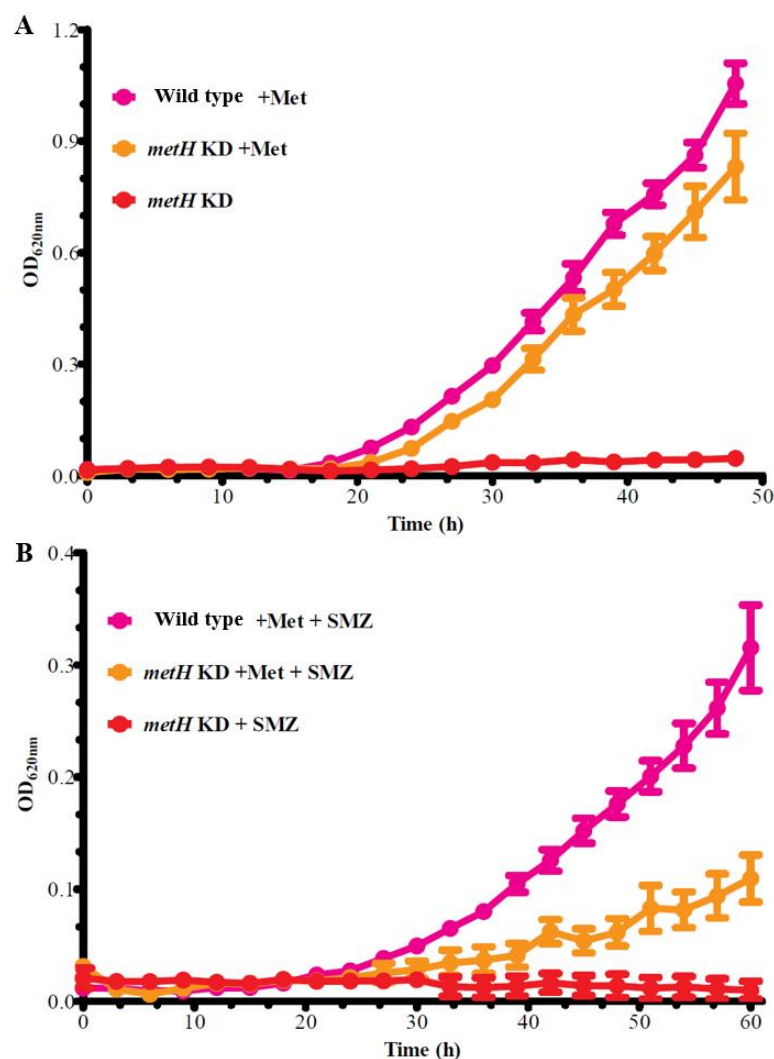 A
1.2
Wild type +Met
metH KD +Met
metH KD
0.9
0.6
0.3
0.0
OD620nm
0 10 20 30 40 50
Time (h)
B
0.4
Wild type +Met + SMZ
metH KD +Met + SMZ
metH KD + SMZ
0.3
0.2
0.1
0.0
OD620nm
0 10 20 30 40 50 60
Time (h)